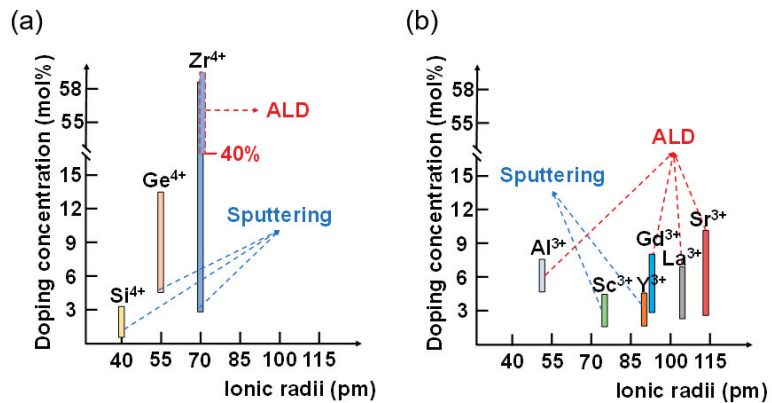 (a)
Doping concentration (mol%)
58
55
15
12
9
6
3
Zr4+
ALD
40%
Ge4+
Sputtering
Si4+
40 55 70 85 100 115
Ionic radii (pm)
(b)
Doping concentration (mol%)
58
55
15
12
9
6
3
ALD
Sputtering
Al3+
Sc3+
Y3+
Gd3+
La3+
Sr3+
40 55 70 85 100 115
Ionic radii (pm)